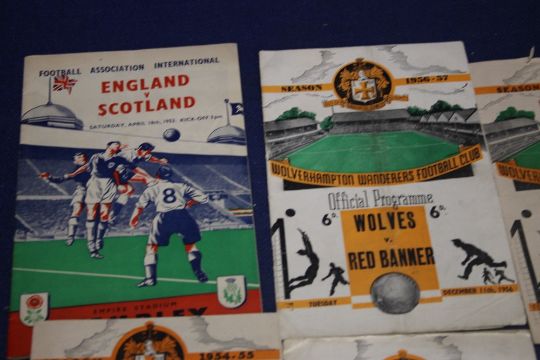 FOOTBALL ASSOCIATION INTERNATIONAL
ENGLAND
v
SCOTLAND
SATURDAY, APRIL 18th, 1953 KICK-OFF 3pm
8
EMPIRE STADIUM
SEASON 1956-57
WOLVERHAMPTON WANDERERS FOOTBALL CLUB
Official Programme
6d. WOLVES 6d.
v.
RED BANNER
TUESDAY DECEMBER 11th, 1956
SEASON
WOLVERHAMPTON
1954-55